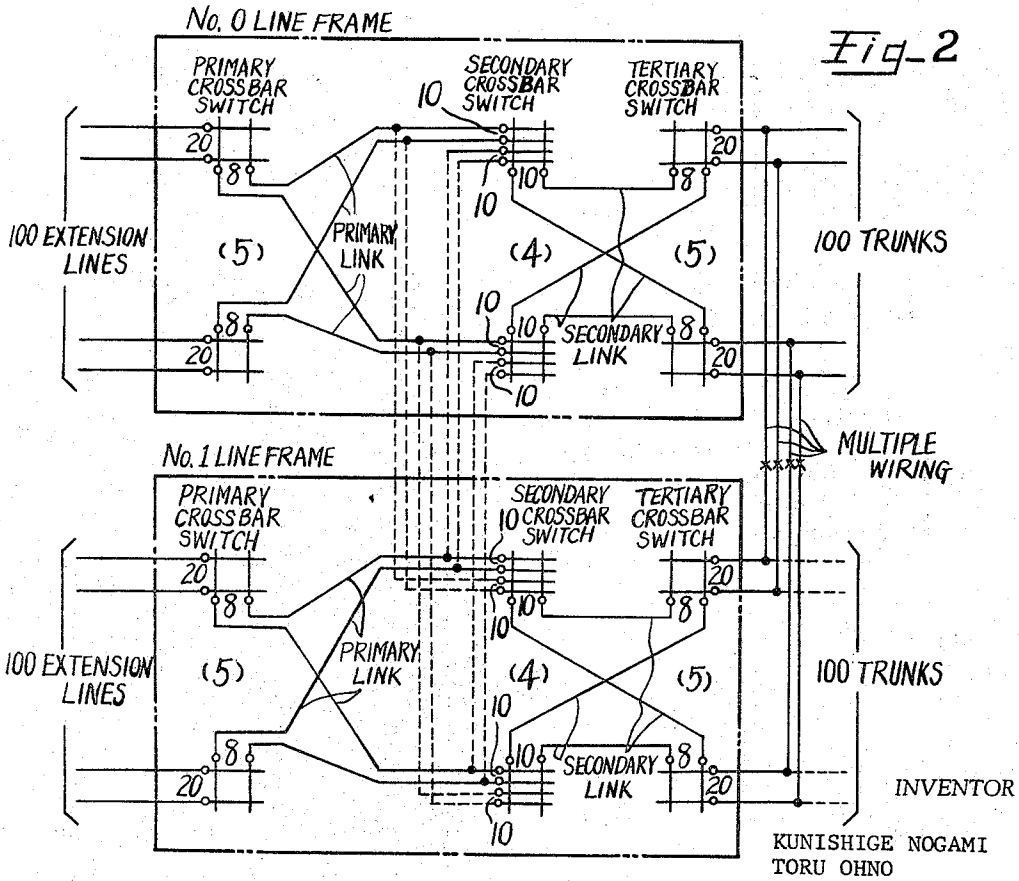 No. 0 LINE FRAME
Fig_2
PRIMARY
CROSSBAR
SWITCH
SECONDARY
CROSSBAR
SWITCH
TERTIARY
CROSSBAR
SWITCH
10
20
8
10
10
10
8
20
100 EXTENSION
LINES
(5)
PRIMARY
LINK
(4)
(5)
100 TRUNKS
10
8
20
10
10
SECONDARY
LINK
8
20
MULTIPLE
WIRING
No. 1 LINE FRAME
PRIMARY
CROSSBAR
SWITCH
SECONDARY
CROSSBAR
SWITCH
TERTIARY
CROSSBAR
SWITCH
10
20
8
10
10
8
20
100 EXTENSION
LINES
(5)
PRIMARY
LINK
(4)
(5)
100 TRUNKS
10
8
20
10
10
SECONDARY
LINK
8
20
INVENTOR
KUNISHIGE NOGAMI
TORU OHNO